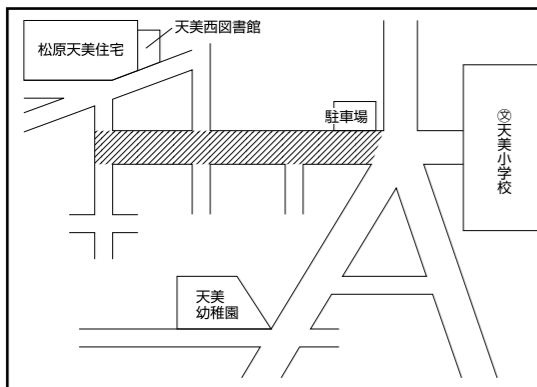 天美西図書館
松原天美住宅
駐車場
㊫天美小学校
天美
幼稚園